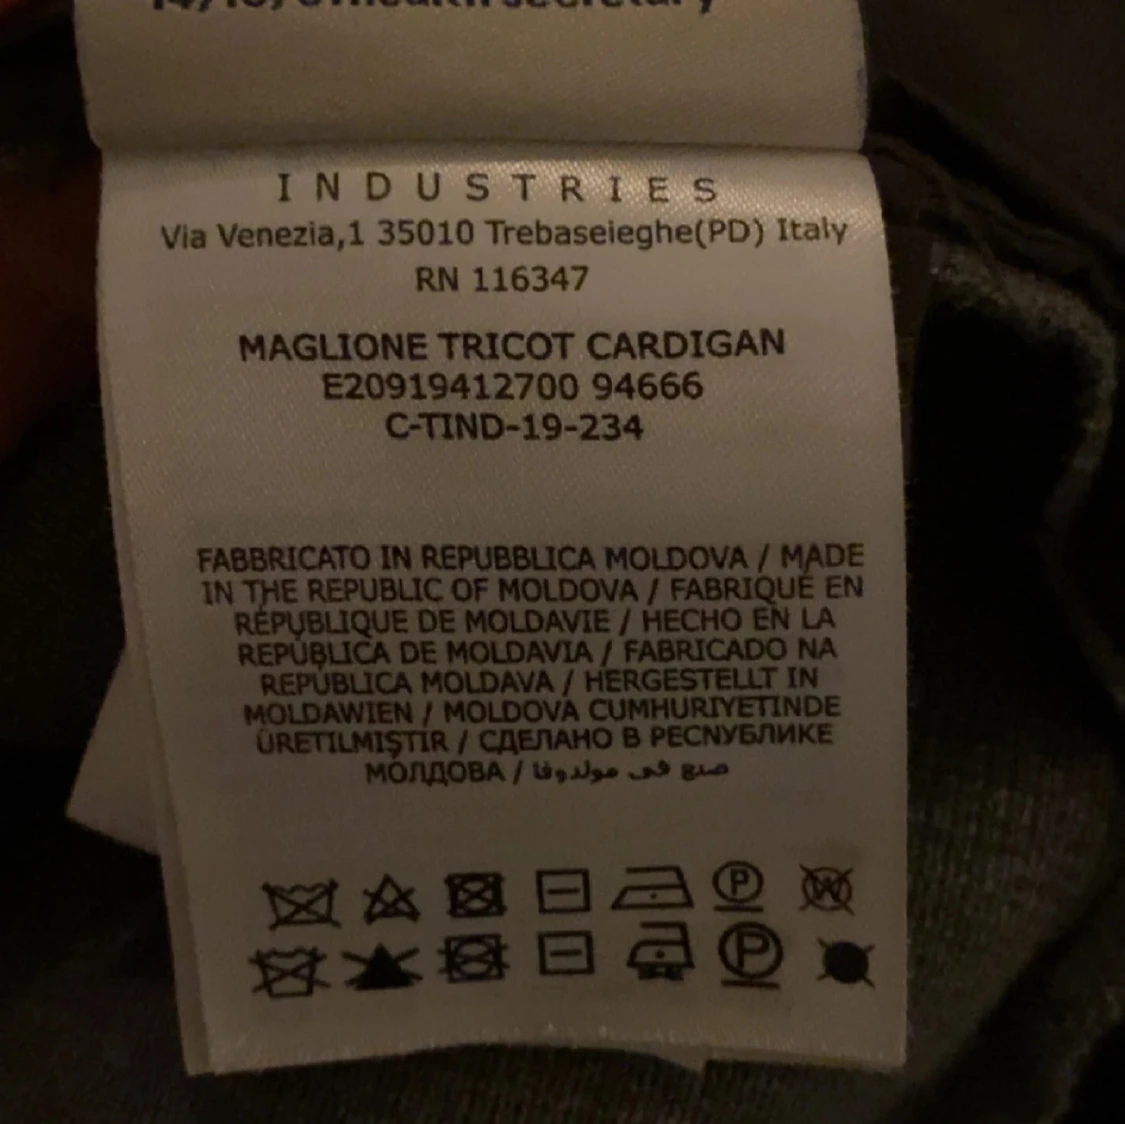 INDUSTRIES
Via Venezia,1 35010 Trebaseieghe(PD) Italy
RN 116347
MAGLIONE TRICOT CARDIGAN
E20919412700 94666
C-TIND-19-234
FABBRICATO IN REPUBBLICA MOLDOVA / MADE
IN THE REPUBLIC OF MOLDOVA / FABRIQUÉ EN
RÉPUBLIQUE DE MOLDAVIE / HECHO EN LA
REPÚBLICA DE MOLDAVIA / FABRICADO NA
REPÚBLICA MOLDAVA / HERGESTELLT IN
MOLDAWIEN / MOLDOVA CUMHURIYETINDE
ÜRETILMIŞTIR / СДЕЛАНО В РЕСПУБЛИКЕ
МОЛДОВА / صنع في مولدوفا
P W
P